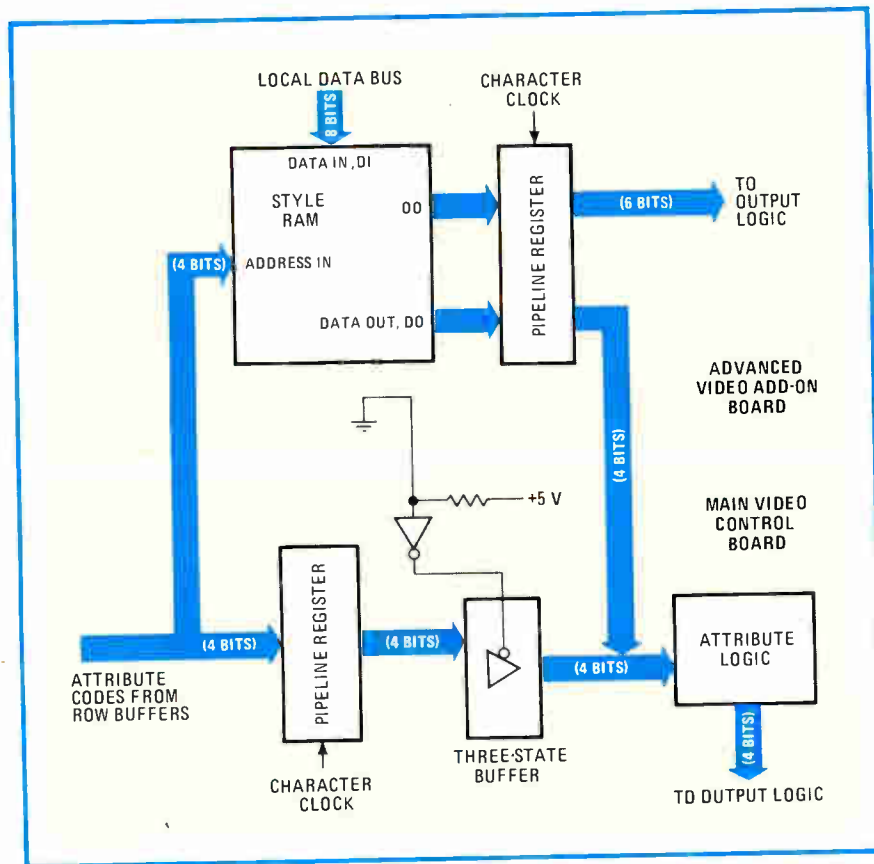 LOCAL DATA BUS
8 BITS
CHARACTER
CLOCK
DATA IN, DI
STYLE
RAM
DO
(4 BITS)
ADDRESS IN
DATA OUT, DO
PIPELINE REGISTER
(6 BITS)
TO
OUTPUT
LOGIC
ADVANCED
VIDEO ADD-ON
BOARD
(4 BITS)
+5 V
MAIN VIDEO
CONTROL
BOARD
(4 BITS)
PIPELINE REGISTER
(4 BITS)
(4 BITS)
ATTRIBUTE
LOGIC
ATTRIBUTE
CODES FROM
ROW BUFFERS
THREE-STATE
BUFFER
CHARACTER
CLOCK
(4 BITS)
TO OUTPUT LOGIC